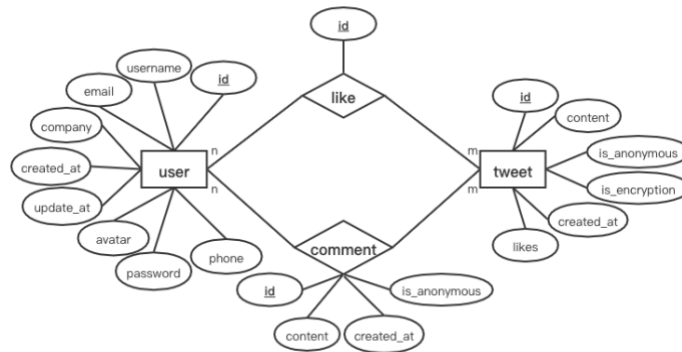 id
username
id
email
like
id
content
company
n
m
is_anonymous
created_at
user
tweet
is_encryption
update_at
n
m
created_at
avatar
likes
comment
phone
password
id
is_anonymous
content
created_at